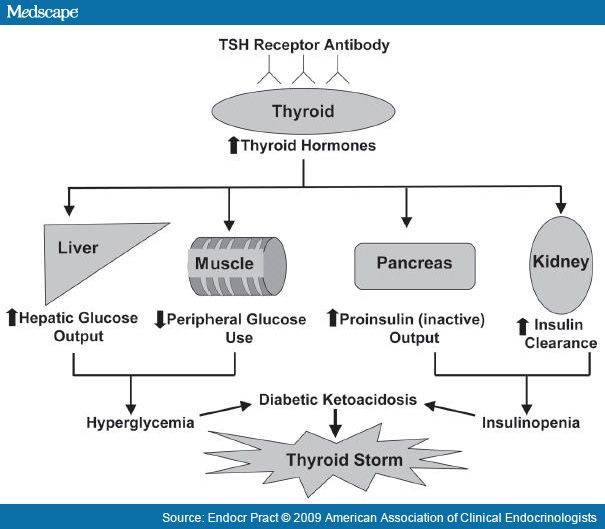 Medscape
TSH Receptor Antibody
Thyroid
Thyroid Hormones
Liver
Muscle
Pancreas
Kidney
Hepatic Glucose
Output
Peripheral Glucose
Use
Proinsulin (inactive)
Output
Insulin
Clearance
Hyperglycemia
Diabetic Ketoacidosis
Insulinopenia
Thyroid Storm
Source: Endocr Pract © 2009 American Association of Clinical Endocrinologists